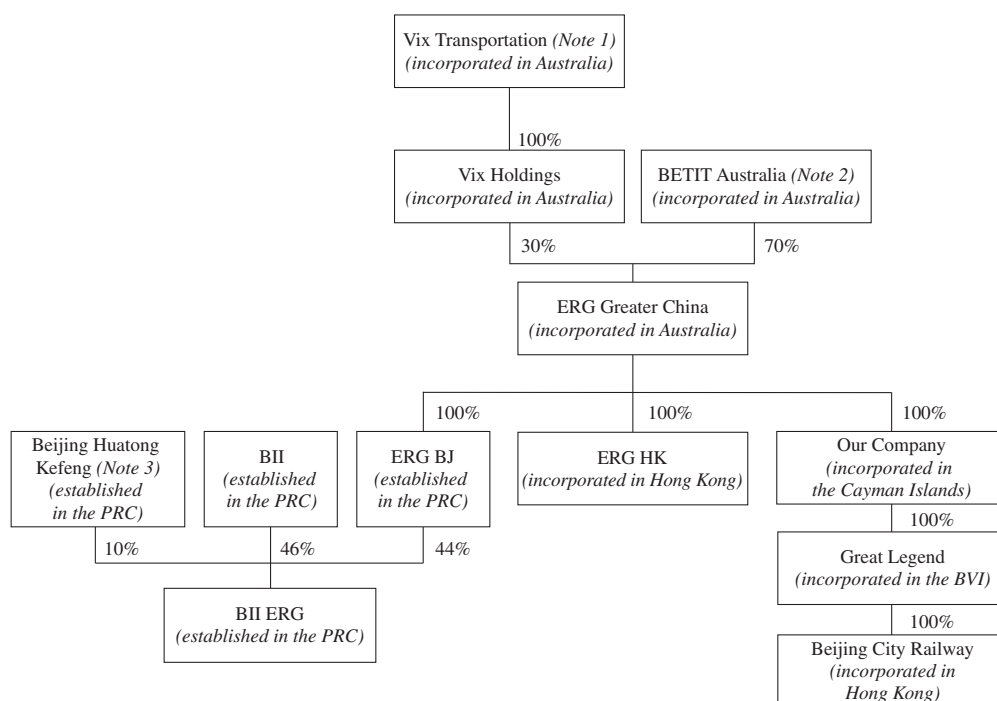 Vix Transportation (Note 1)
(incorporated in Australia)
100%
Vix Holdings
(incorporated in Australia)
BETIT Australia (Note 2)
(incorporated in Australia)
30%
70%
ERG Greater China
(incorporated in Australia)
100%
100%
100%
Beijing Huatong
Kefeng (Note 3)
(established
in the PRC)
BII
(established
in the PRC)
ERG BJ
(established
in the PRC)
ERG HK
(incorporated in Hong Kong)
Our Company
(incorporated in
the Cayman Islands)
10%
46%
44%
100%
BII ERG
(established in the PRC)
Great Legend
(incorporated in the BVI)
100%
Beijing City Railway
(incorporated in
Hong Kong)